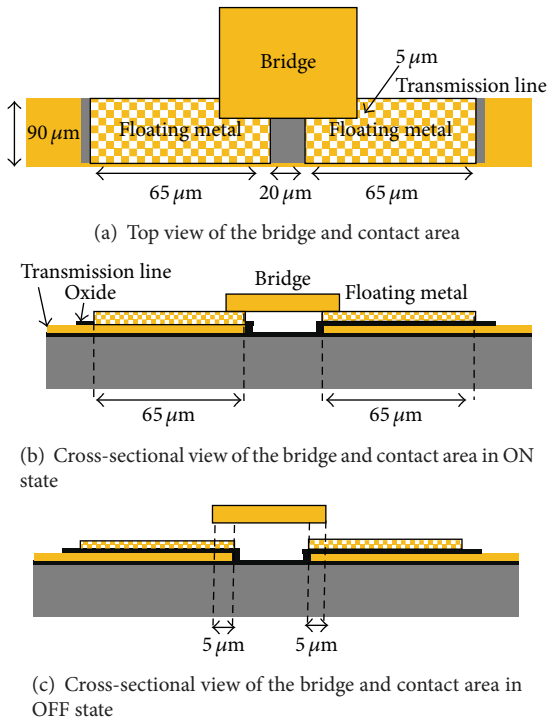 Bridge
5 μm
Transmission line
90 μm
Floating metal
Floating metal
65 μm
20 μm
65 μm
(a) Top view of the bridge and contact area
Transmission line
Oxide
Bridge
Floating metal
65 μm
65 μm
(b) Cross-sectional view of the bridge and contact area in ON
state
5 μm
5 μm
(c) Cross-sectional view of the bridge and contact area in
OFF state